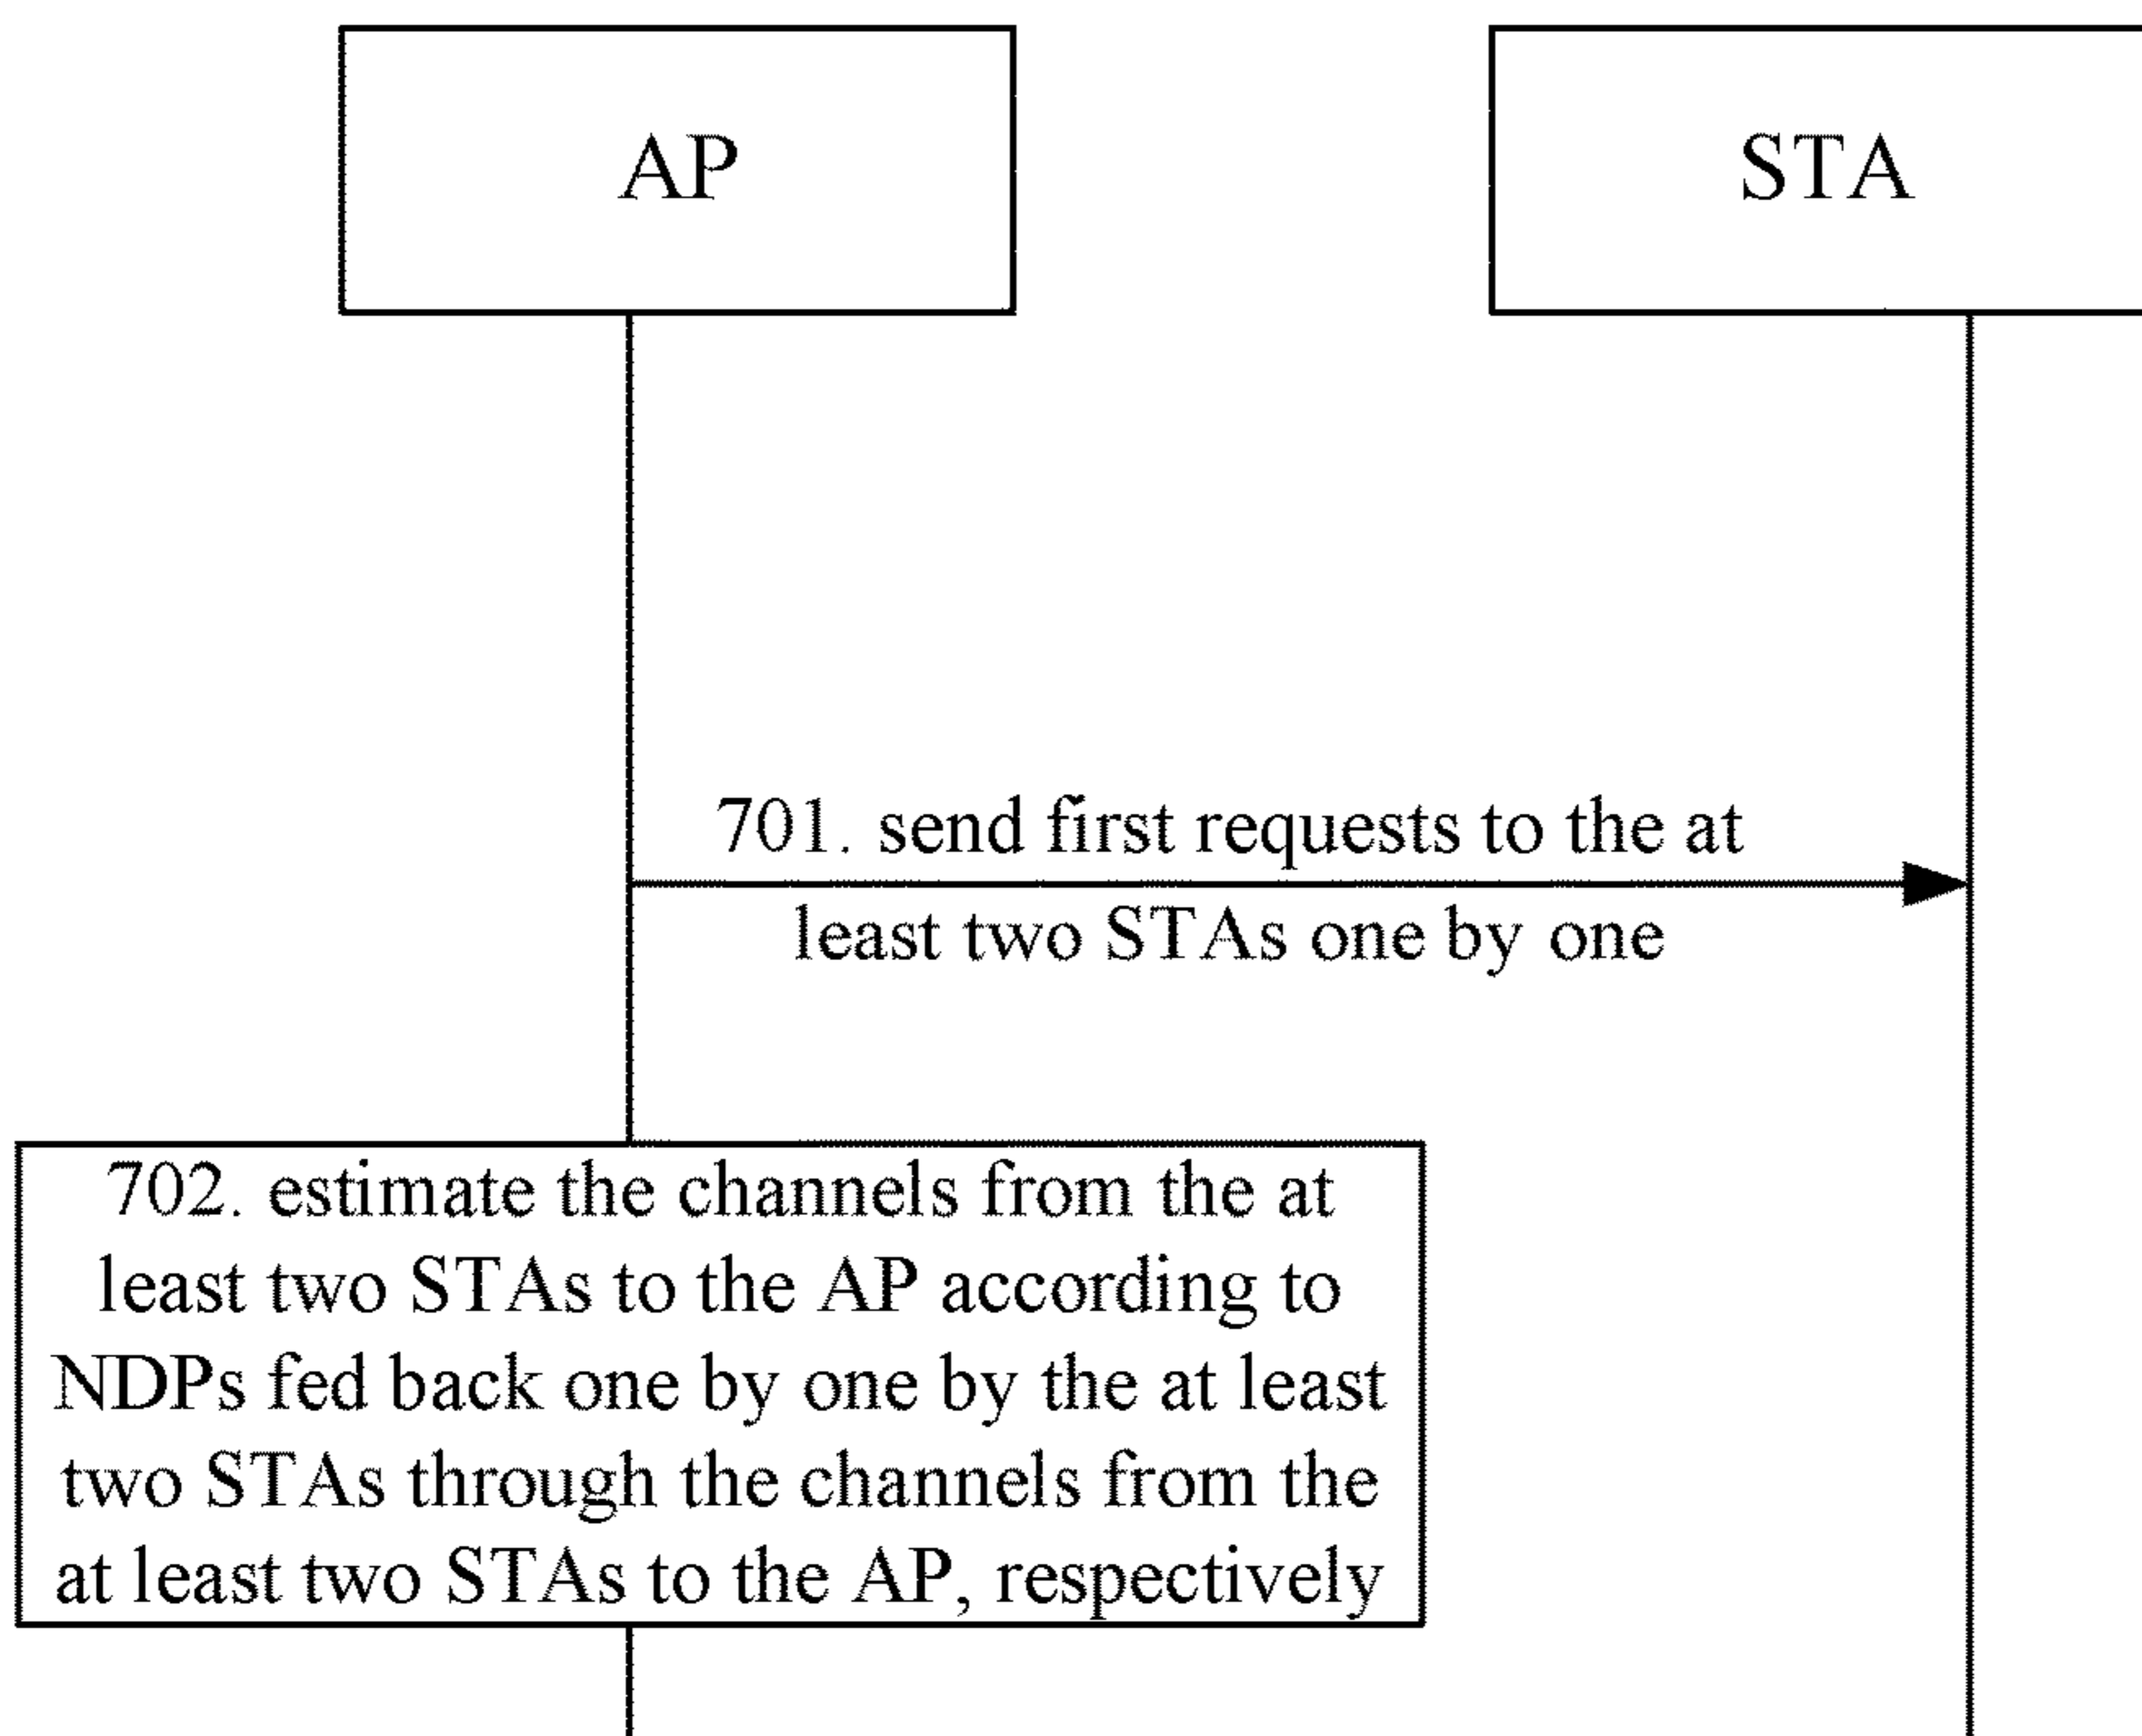 AP
STA
701. send first requests to the at
least two STAs one by one
702. estimate the channels from the at
least two STAs to the AP according to
NDPs fed back one by one by the at least
two STAs through the channels from the
at least two STAs to the AP, respectively